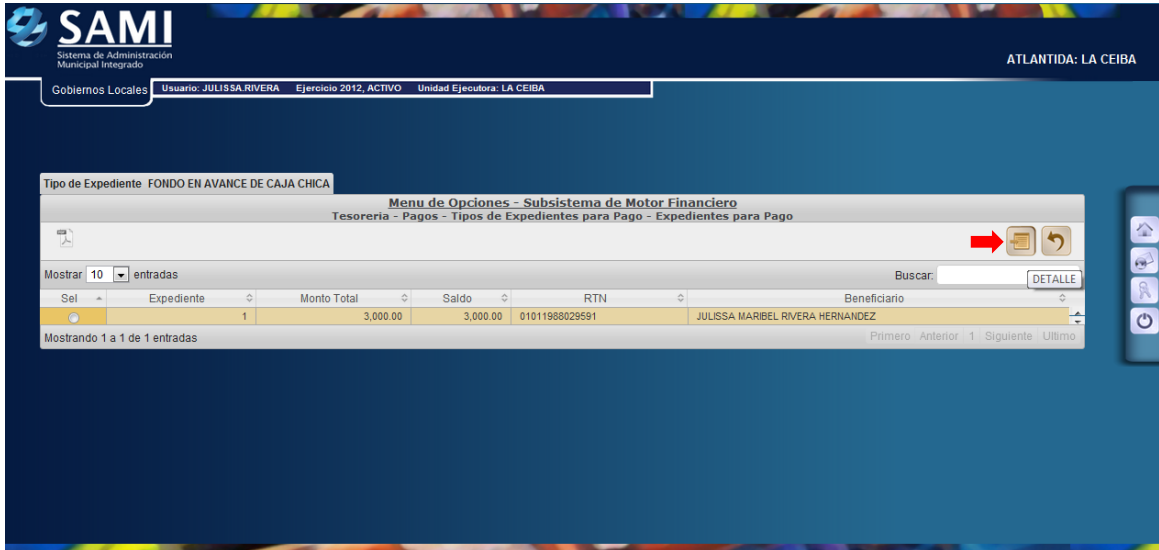 SAMI
Sistema de Administración
Municipal Integrado
ATLANTIDA: LA CEIBA
Gobiernos Locales
Usuario: JULISSA.RIVERA Ejercicio 2012, ACTIVO Unidad Ejecutora: LA CEIBA
Tipo de Expediente FONDO EN AVANCE DE CAJA CHICA
Menu de Opciones - Subsistema de Motor Financiero
Tesoreria - Pagos - Tipos de Expedientes para Pago - Expedientes para Pago
Mostrar 10 entradas
Buscar:
DETALLE
Sel Expediente Monto Total Saldo RTN Beneficiario
1 3,000.00 3,000.00 01011988029591 JULISSA MARIBEL RIVERA HERNANDEZ
Mostrando 1 a 1 de 1 entradas
Primero Anterior 1 Siguiente Ultimo